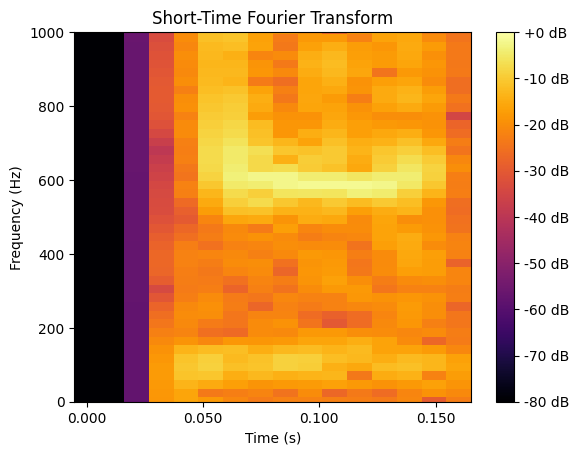 Short-Time Fourier Transform
1000
800
600
400
200
0
Frequency (Hz)
0.000
0.050
0.100
0.150
Time (s)
+0 dB
-10 dB
-20 dB
-30 dB
-40 dB
-50 dB
-60 dB
-70 dB
-80 dB